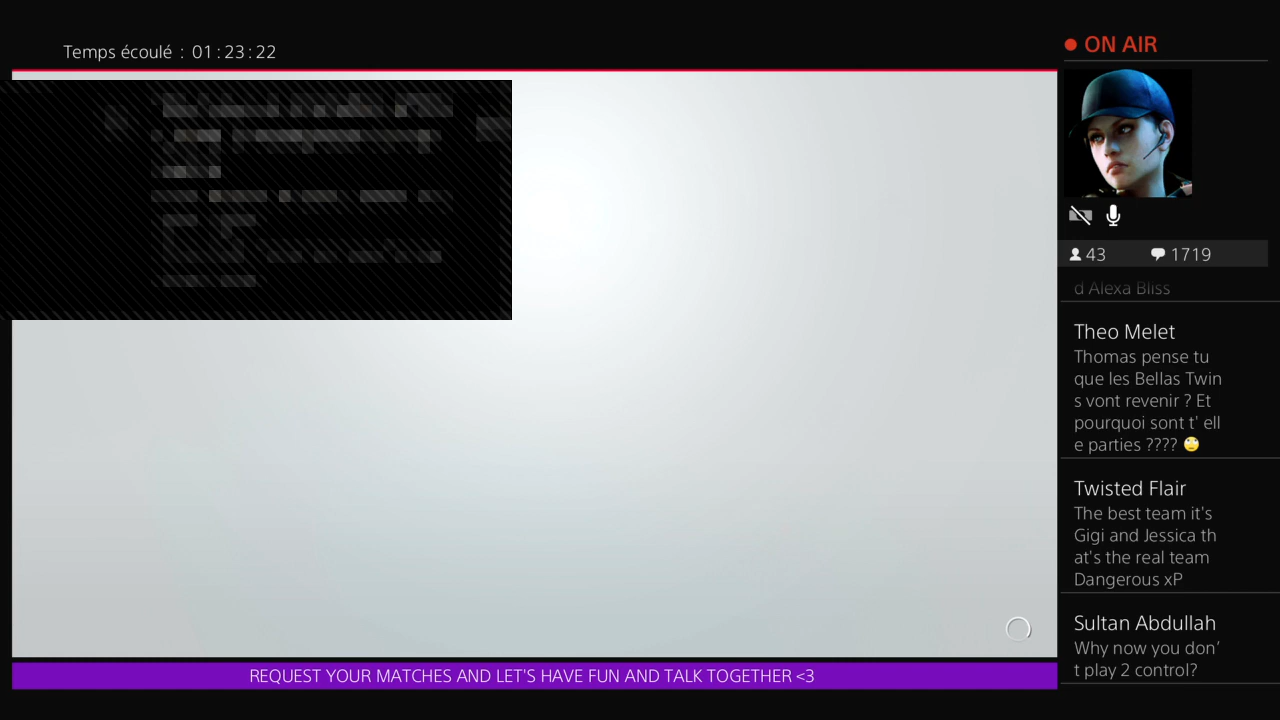 Temps écoulé : 01:23:22
ON AIR
43 1719
d Alexa Bliss
Theo Melet
Thomas pense tu
que les Bellas Twin
s vont revenir ? Et
pourquoi sont t' ell
e parties ???? 🙄
Twisted Flair
The best team it's
Gigi and Jessica th
at's the real team
Dangerous xP
Sultan Abdullah
Why now you don'
t play 2 control?
REQUEST YOUR MATCHES AND LET'S HAVE FUN AND TALK TOGETHER <3